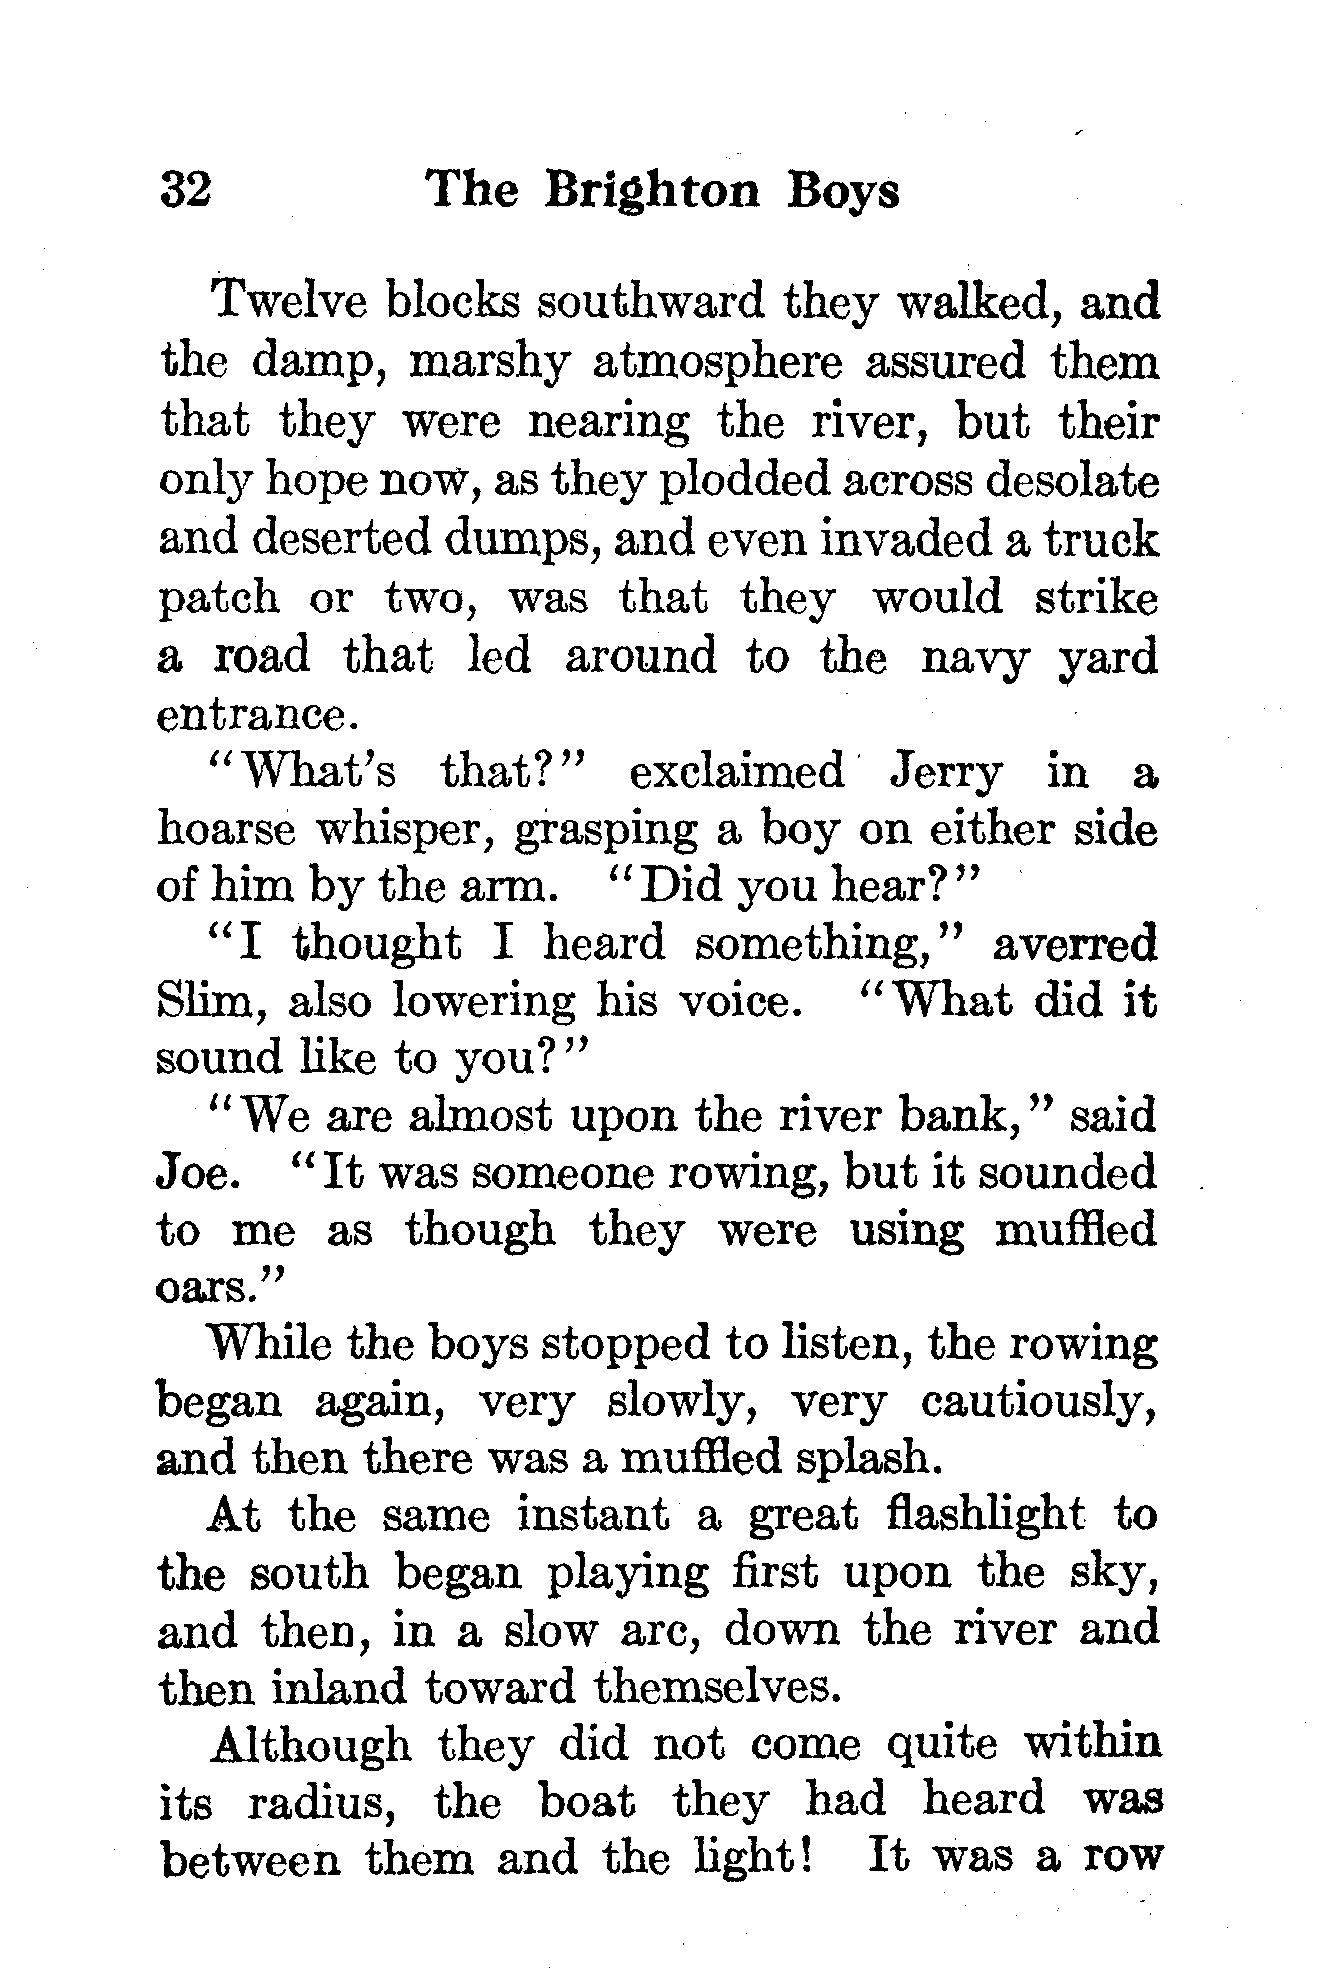 32 The Brighton Boys
Twelve blocks southward they walked, and
the damp, marshy atmosphere assured them
that they were nearing the river, but their
only hope now, as they plodded across desolate
and deserted dumps, and even invaded a truck
patch or two, was that they would strike
a road that led around to the navy yard
entrance.
“What’s that?” exclaimed Jerry in a
hoarse whisper, grasping a boy on either side
of him by the arm. “Did you hear?”
“I thought I heard something,” averred
Slim, also lowering his voice. “What did it
sound like to you?”
“We are almost upon the river bank,” said
Joe. “It was someone rowing, but it sounded
to me as though they were using muffled
oars.”
While the boys stopped to listen, the rowing
began again, very slowly, very cautiously,
and then there was a muffled splash.
At the same instant a great flashlight to
the south began playing first upon the sky,
and then, in a slow arc, down the river and
then inland toward themselves.
Although they did not come quite within
its radius, the boat they had heard was
between them and the light! It was a row